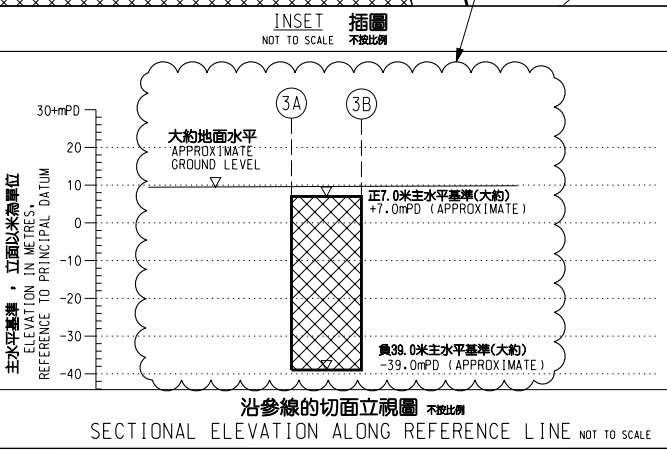 INSET 插圖
NOT TO SCALE 不按比例
3A 3B
30+mPD
大約地面水平
APPROXIMATE
GROUND LEVEL
20
10
正7.0米主水平基準(大約)
+7.0mPD (APPROXIMATE)
0
-10
-20
-30
負39.0米主水平基準(大約)
-39.0mPD (APPROXIMATE)
-40
主水平基準，立面以米為單位
ELEVATION IN METRES,
REFERENCE TO PRINCIPAL DATUM
沿參線的切面立視圖 不按比例
SECTIONAL ELEVATION ALONG REFERENCE LINE NOT TO SCALE